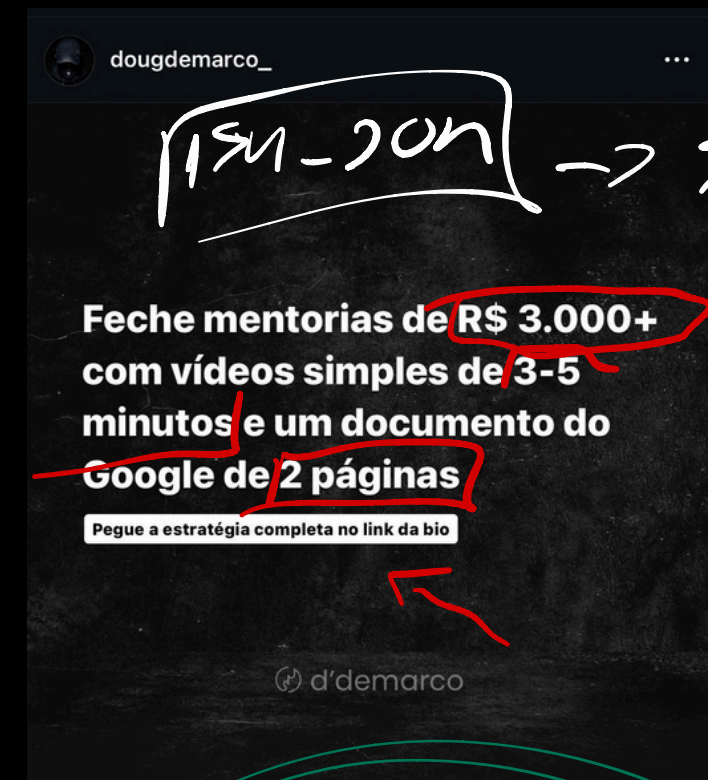 dougdemarco_
Feche mentorias de R$ 3.000+
com vídeos simples de 3-5
minutos e um documento do
Google de 2 páginas
Pegue a estratégia completa no link da bio
d'demarco